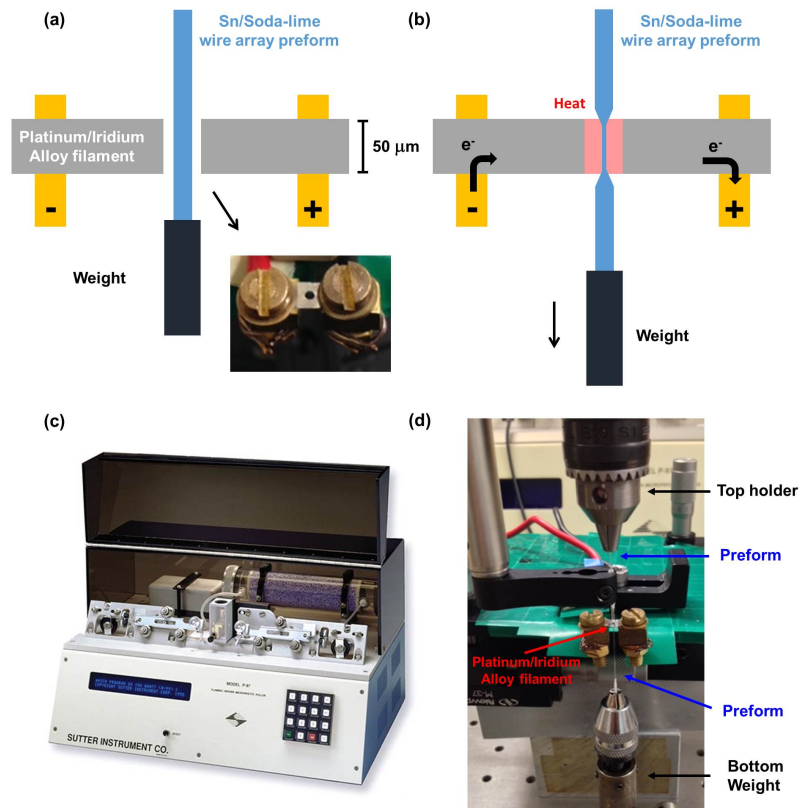 (a)
Sn/Soda-lime
wire array preform
Platinum/Iridium
Alloy filament
50 μm
-
+
Weight
(b)
Sn/Soda-lime
wire array preform
Heat
e-
e-
-
+
Weight
(c)
MODEL P-87
SUTTER INSTRUMENT CO.
(d)
Top holder
Preform
Platinum/Iridium
Alloy filament
Preform
Bottom
Weight